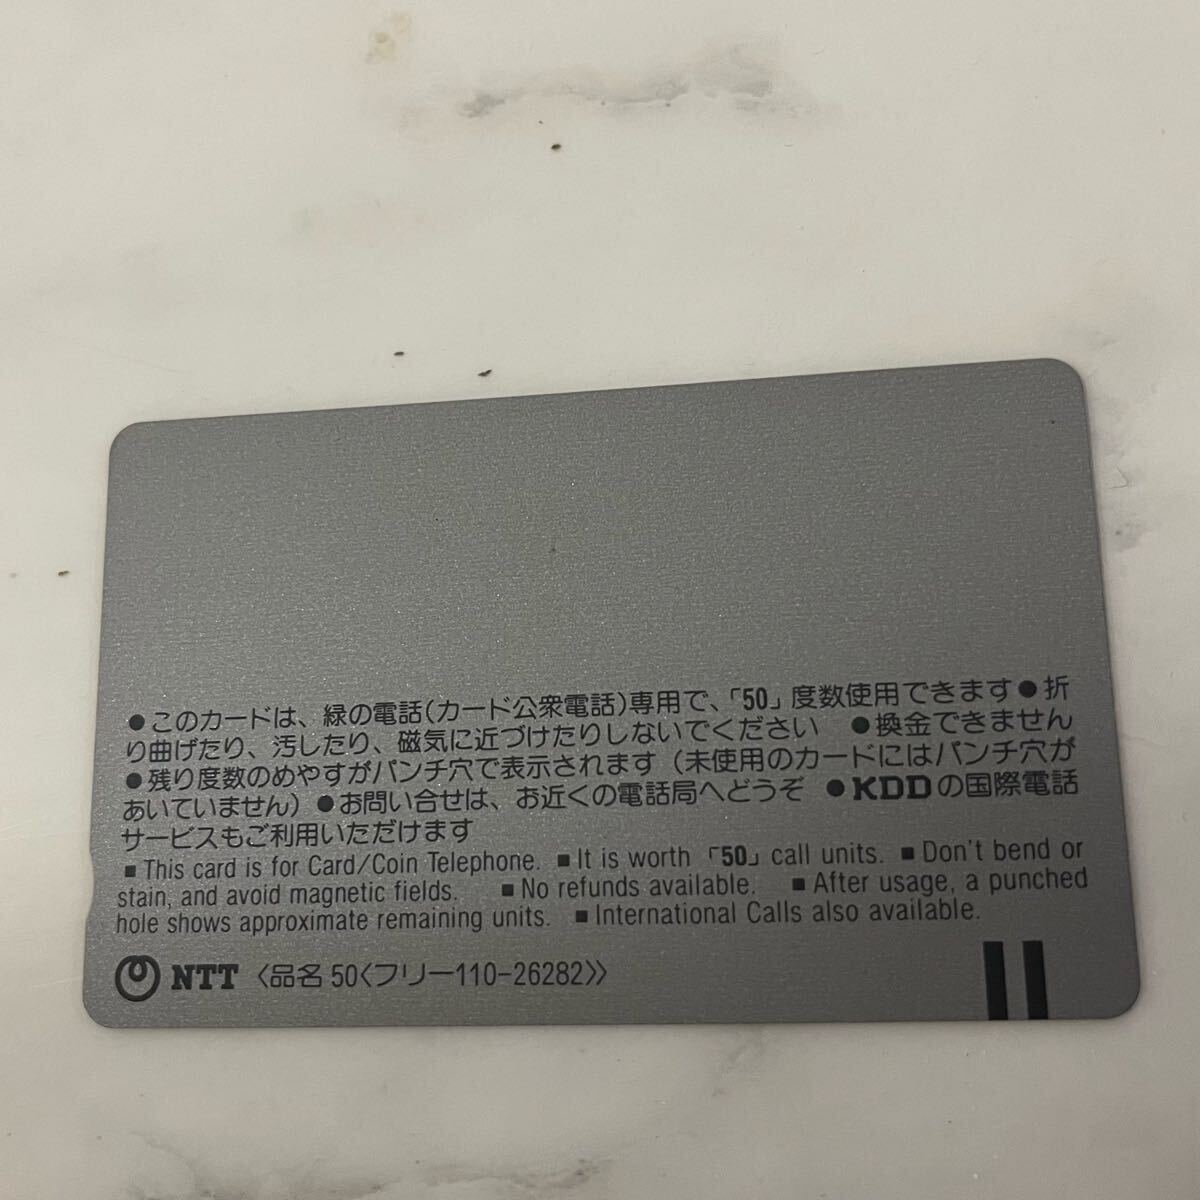 ●このカードは、緑の電話(カード公衆電話)専用で、「50」度数使用できます●折
り曲げたり、汚したり、磁気に近づけたりしないでください ●換金できません
●残り度数のめやすがパンチ穴で表示されます(未使用のカードにはパンチ穴が
あいていません)●お問い合せは、お近くの電話局へどうぞ ●KDDの国際電話
サービスもご利用いただけます
■This card is for Card/Coin Telephone. ■It is worth 「50」 call units. ■Don't bend or
stain, and avoid magnetic fields. ■No refunds available. ■After usage, a punched
hole shows approximate remaining units. ■International Calls also available.
NTT 〈品名 50〈フリー110-26282〉〉